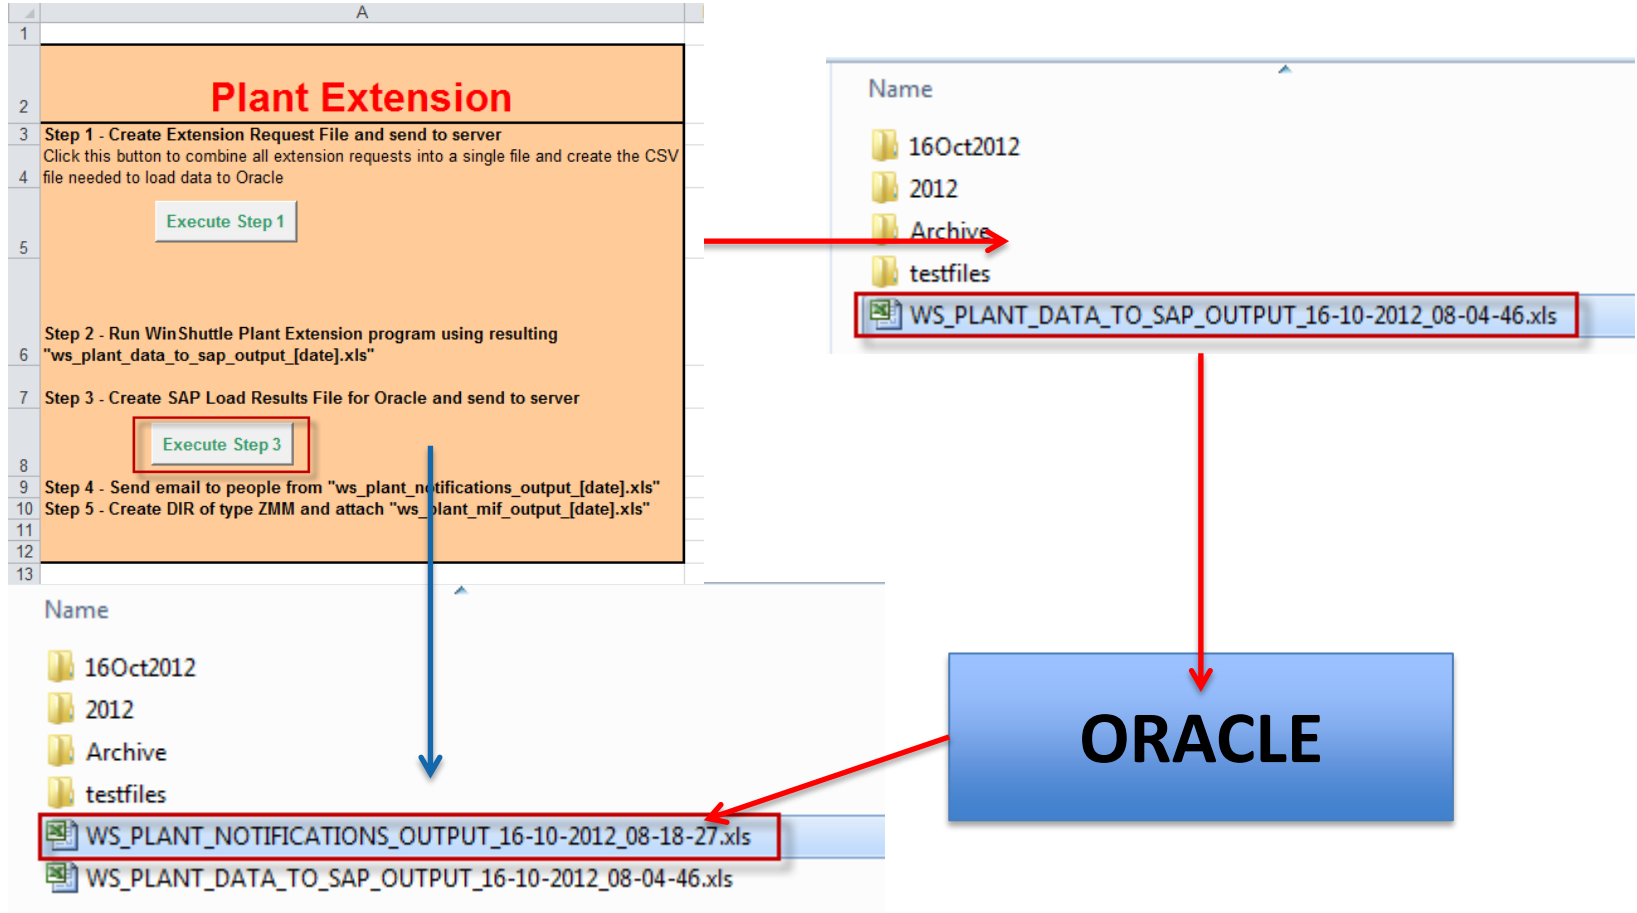 A
1
2
Plant Extension
3
Step 1 - Create Extension Request File and send to server
Click this button to combine all extension requests into a single file and create the CSV
4
file needed to load data to Oracle
Execute Step 1
5
Step 2 - Run WinShuttle Plant Extension program using resulting
6
"ws_plant_data_to_sap_output_[date].xls"
7
Step 3 - Create SAP Load Results File for Oracle and send to server
Execute Step 3
8
9
Step 4 - Send email to people from "ws_plant_notifications_output_[date].xls"
10
Step 5 - Create DIR of type ZMM and attach "ws_plant_mif_output_[date].xls"
11
12
13
Name
16Oct2012
2012
Archive
testfiles
WS_PLANT_DATA_TO_SAP_OUTPUT_16-10-2012_08-04-46.xls
Name
16Oct2012
2012
Archive
testfiles
WS_PLANT_NOTIFICATIONS_OUTPUT_16-10-2012_08-18-27.xls
WS_PLANT_DATA_TO_SAP_OUTPUT_16-10-2012_08-04-46.xls
ORACLE